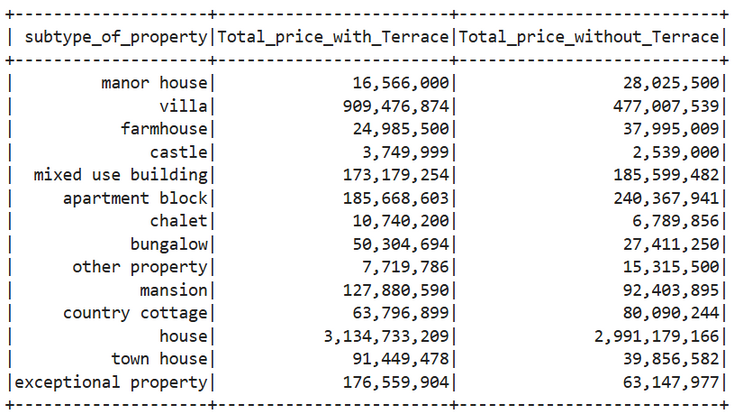 +-------------------+-----------------------+--------------------------+
|subtype_of_property|Total_price_with_Terrace|Total_price_without_Terrace|
+-------------------+-----------------------+--------------------------+
|manor house|16,566,000|28,025,500|
|villa|909,476,874|477,007,539|
|farmhouse|24,985,500|37,995,009|
|castle|3,749,999|2,539,000|
|mixed use building|173,179,254|185,599,482|
|apartment block|185,668,603|240,367,941|
|chalet|10,740,200|6,789,856|
|bungalow|50,304,694|27,411,250|
|other property|7,719,786|15,315,500|
|mansion|127,880,590|92,403,895|
|country cottage|63,796,899|80,090,244|
|house|3,134,733,209|2,991,179,166|
|town house|91,449,478|39,856,582|
|exceptional property|176,559,904|63,147,977|
+-------------------+-----------------------+--------------------------+